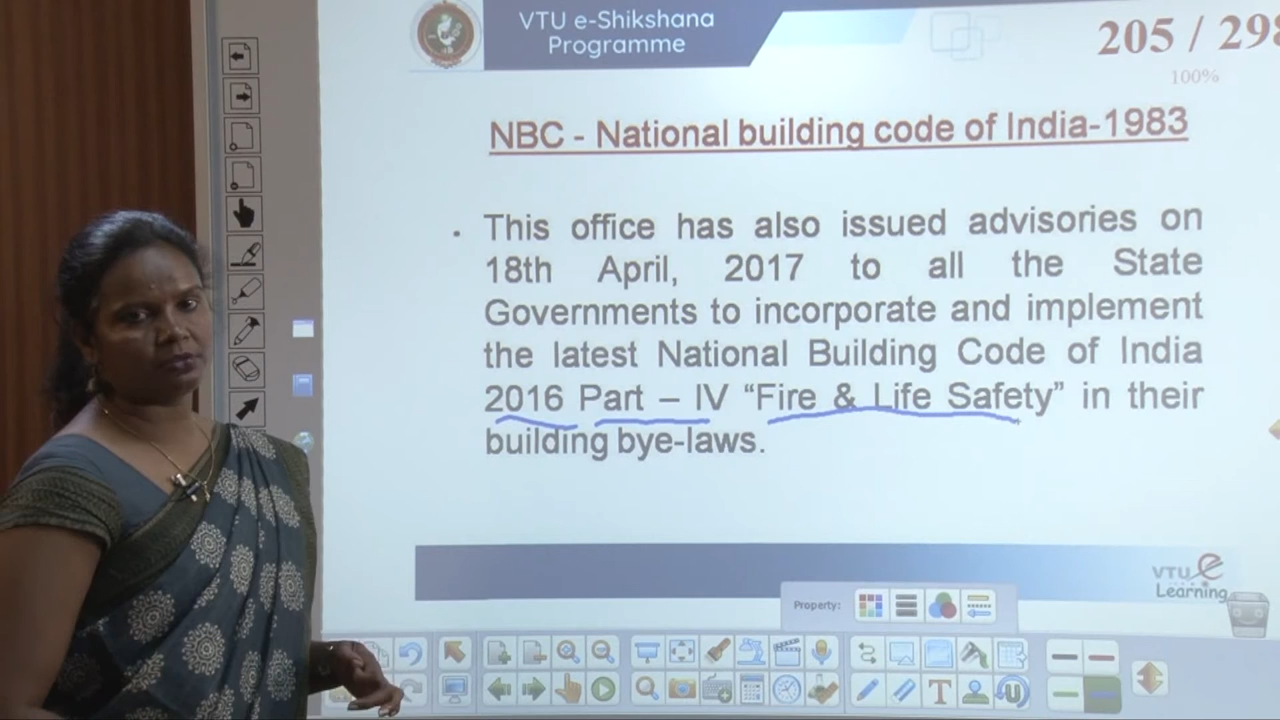 VTU e-Shikshana
Programme
205 / 298
100%
NBC - National building code of India-1983
. This office has also issued advisories on
18th April, 2017 to all the State
Governments to incorporate and implement
the latest National Building Code of India
2016 Part – IV “Fire & Life Safety” in their
building bye-laws.
VTU e
Learning
Property:
T